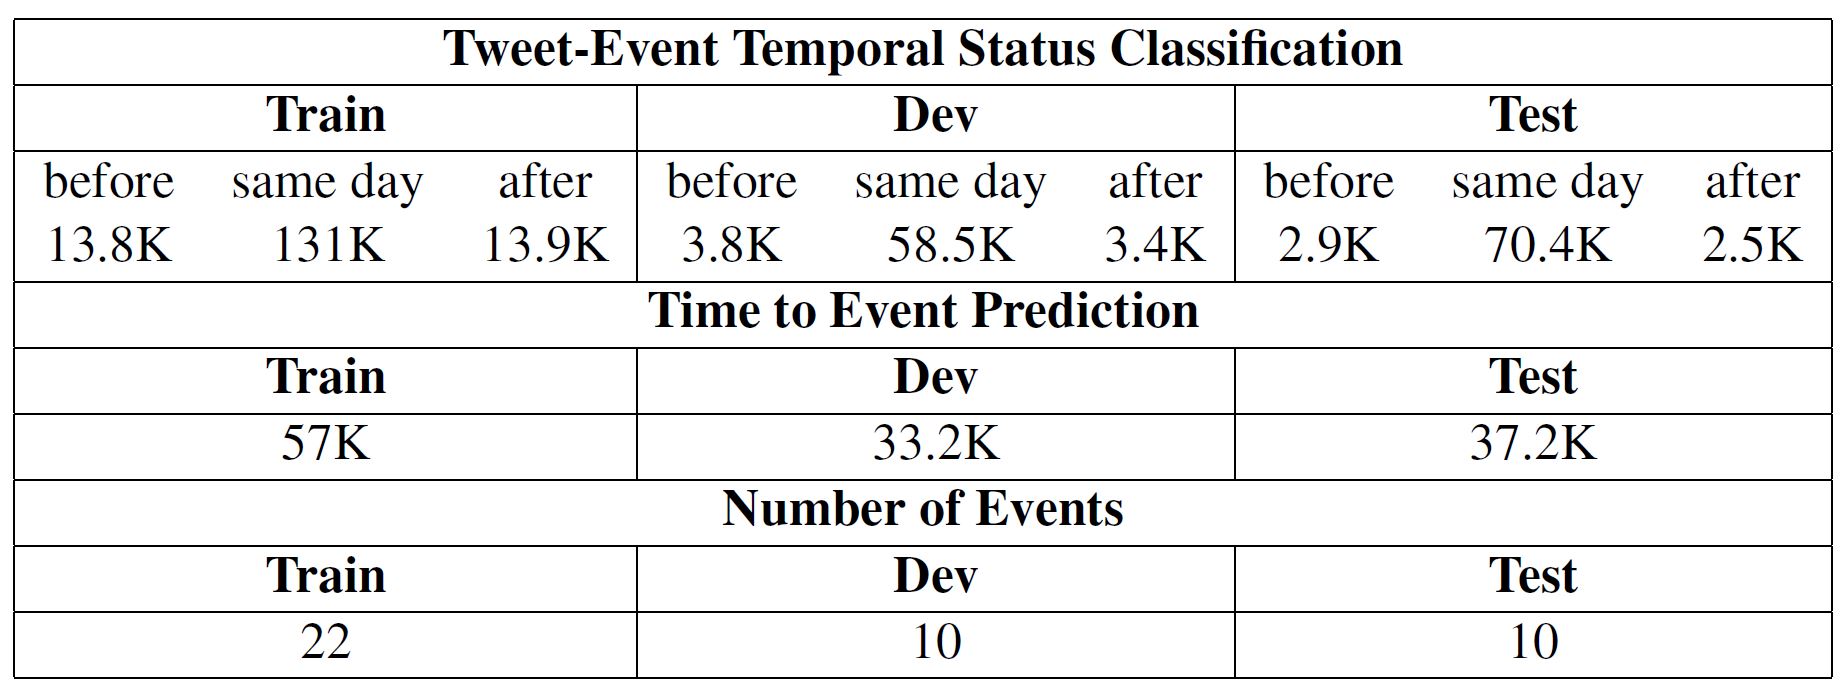 Tweet-Event Temporal Status Classification
Train Dev Test
before same day after before same day after before same day after
13.8K 131K 13.9K 3.8K 58.5K 3.4K 2.9K 70.4K 2.5K
Time to Event Prediction
Train Dev Test
57K 33.2K 37.2K
Number of Events
Train Dev Test
22 10 10